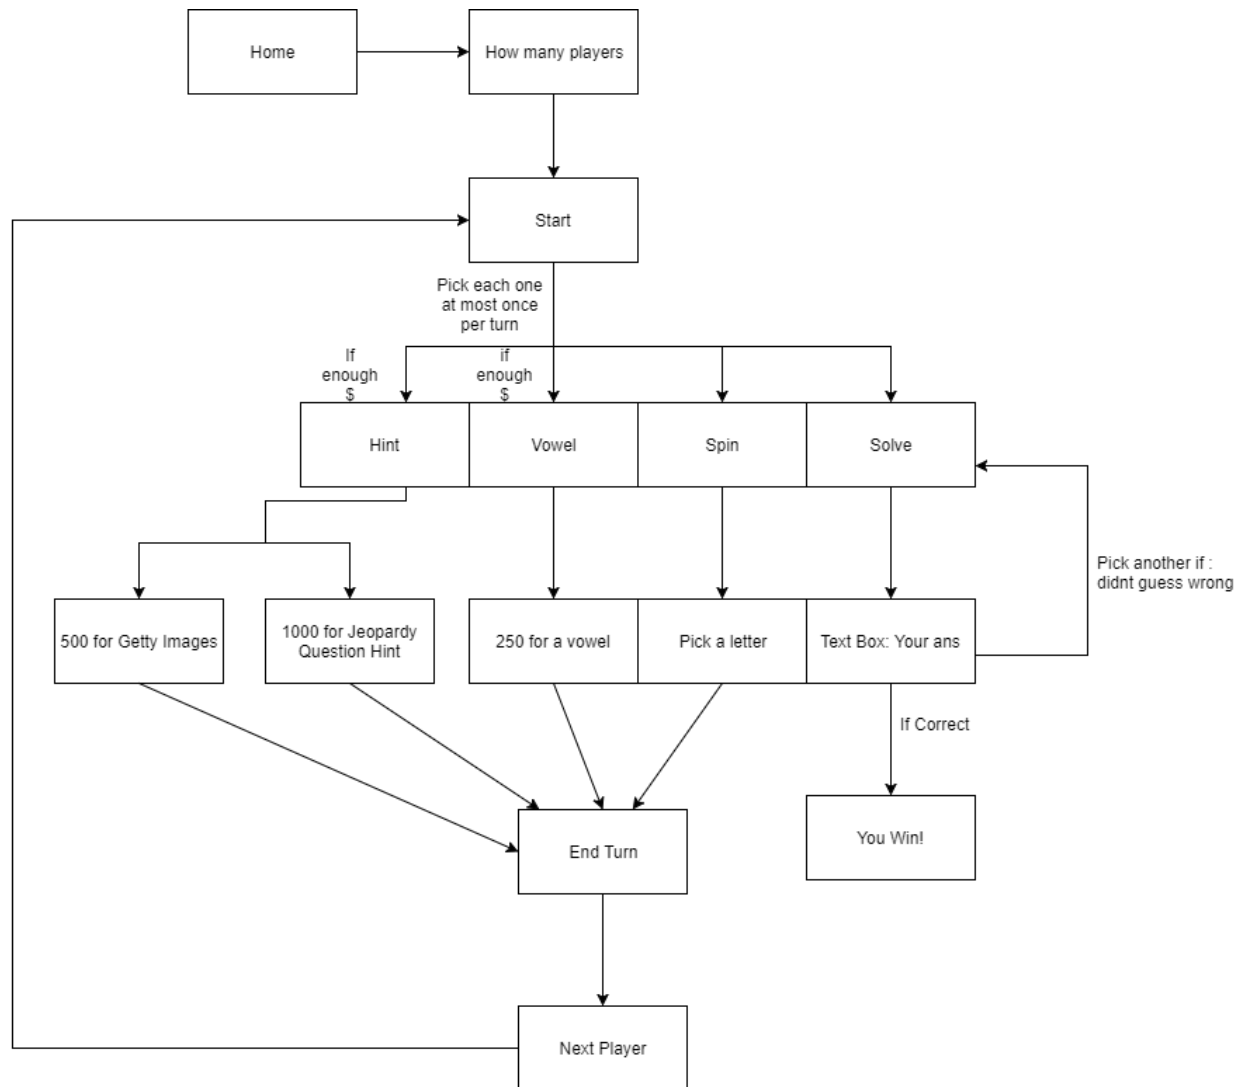 Home
How many players
Start
Pick each one
at most once
per turn
If
enough
$
if
enough
$
Hint
Vowel
Spin
Solve
Pick another if :
didnt guess wrong
500 for Getty Images
1000 for Jeopardy
Question Hint
250 for a vowel
Pick a letter
Text Box: Your ans
If Correct
End Turn
You Win!
Next Player